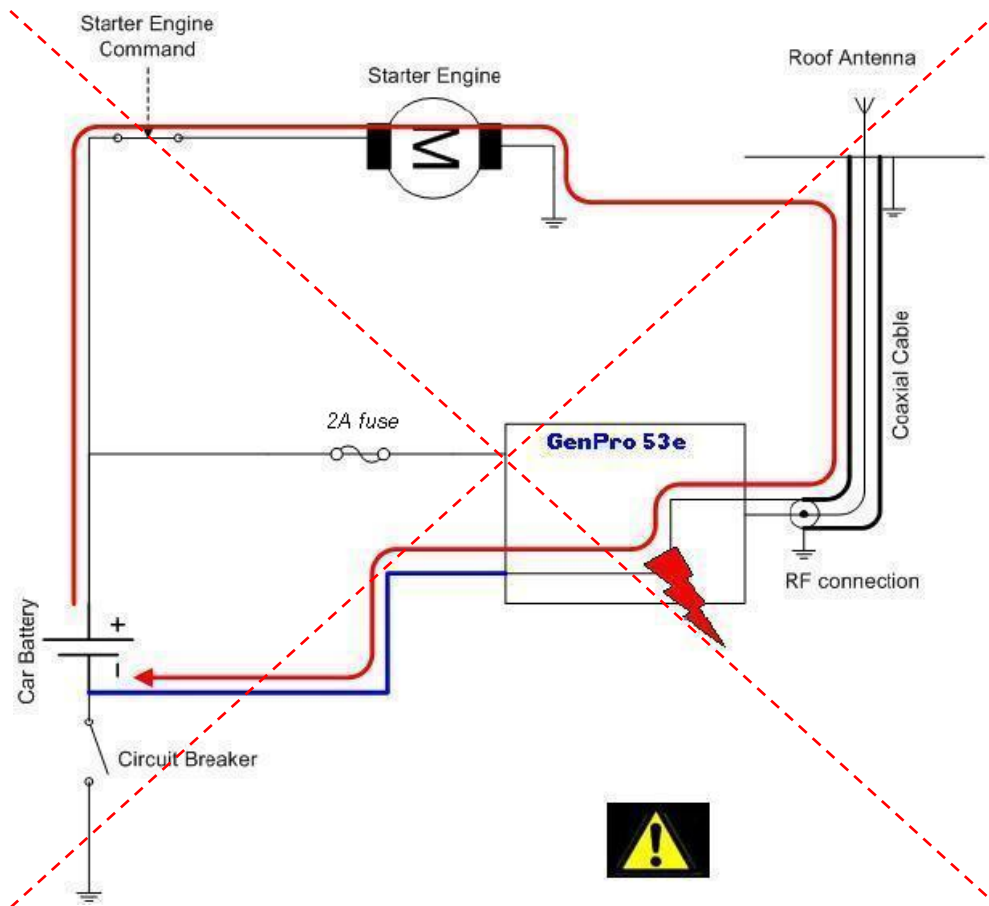 Starter Engine
Command
Starter Engine
Roof Antenna
M
Coaxial Cable
2A fuse
GenPro 53e
RF connection
Car Battery
+
-
Circuit Breaker
!